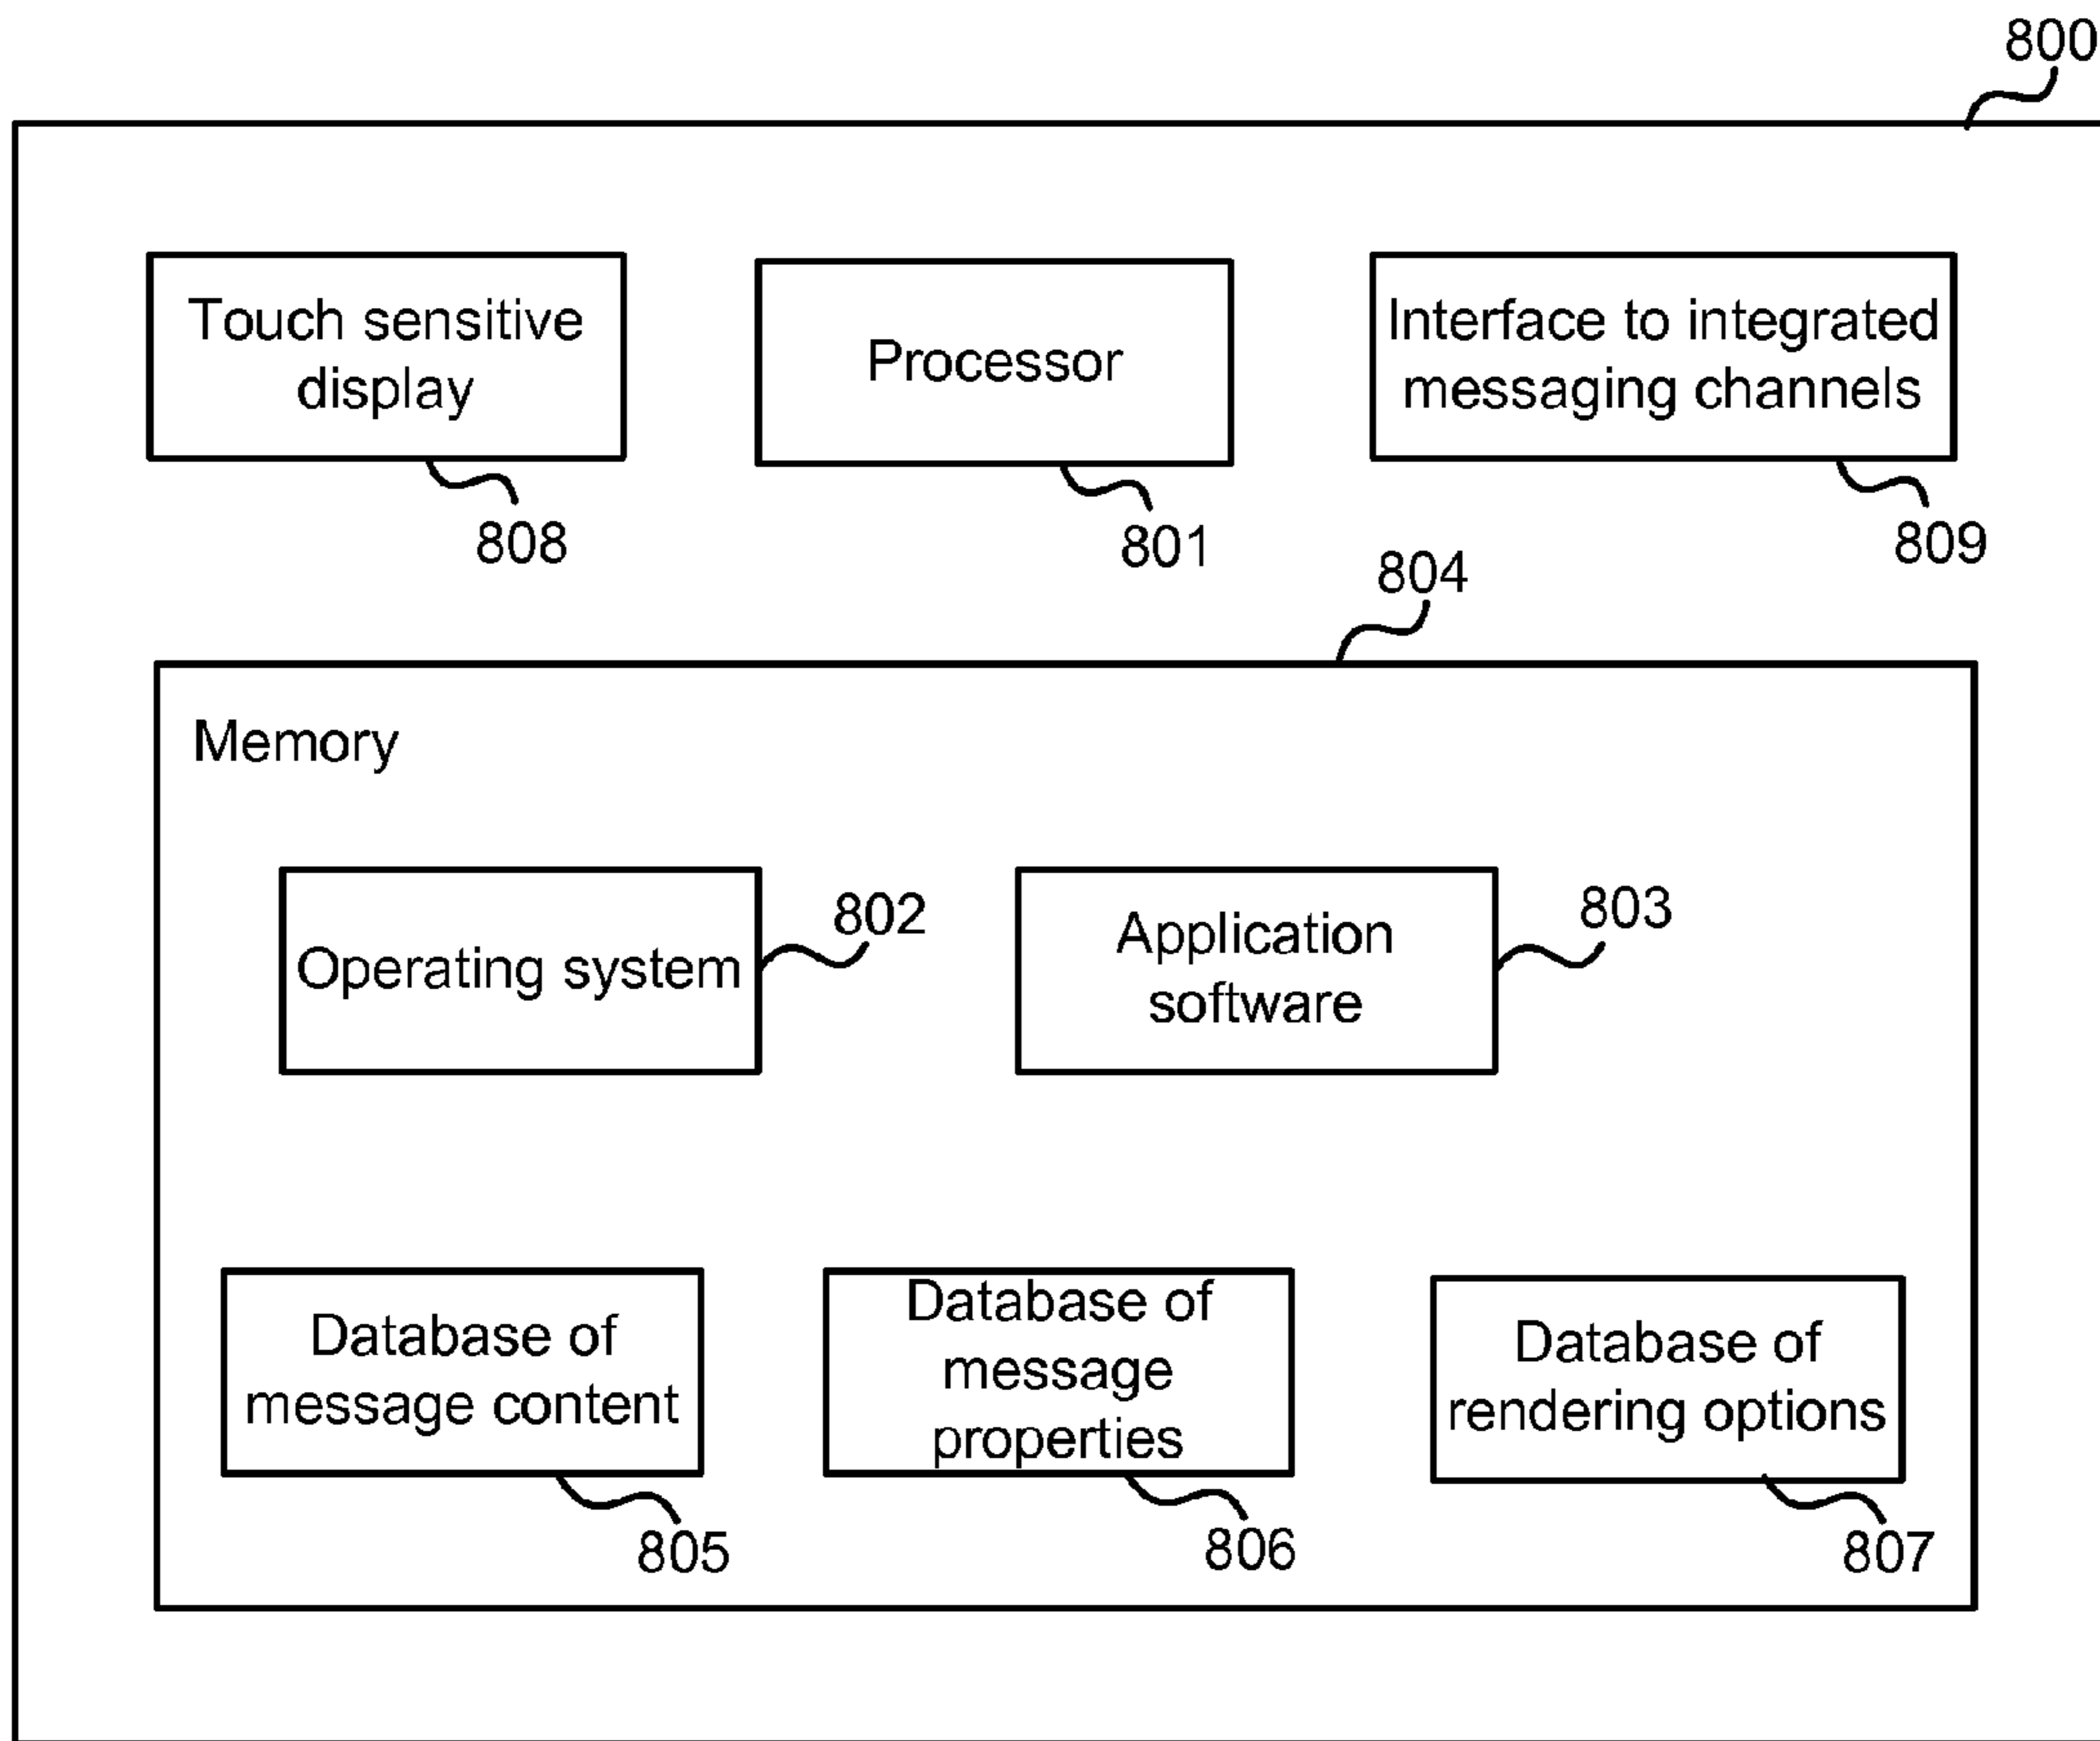 800
Touch sensitive
display
808
Processor
801
Interface to integrated
messaging channels
809
804
Memory
Operating system
802
Application
software
803
Database of
message content
805
Database of
message
properties
806
Database of
rendering options
807